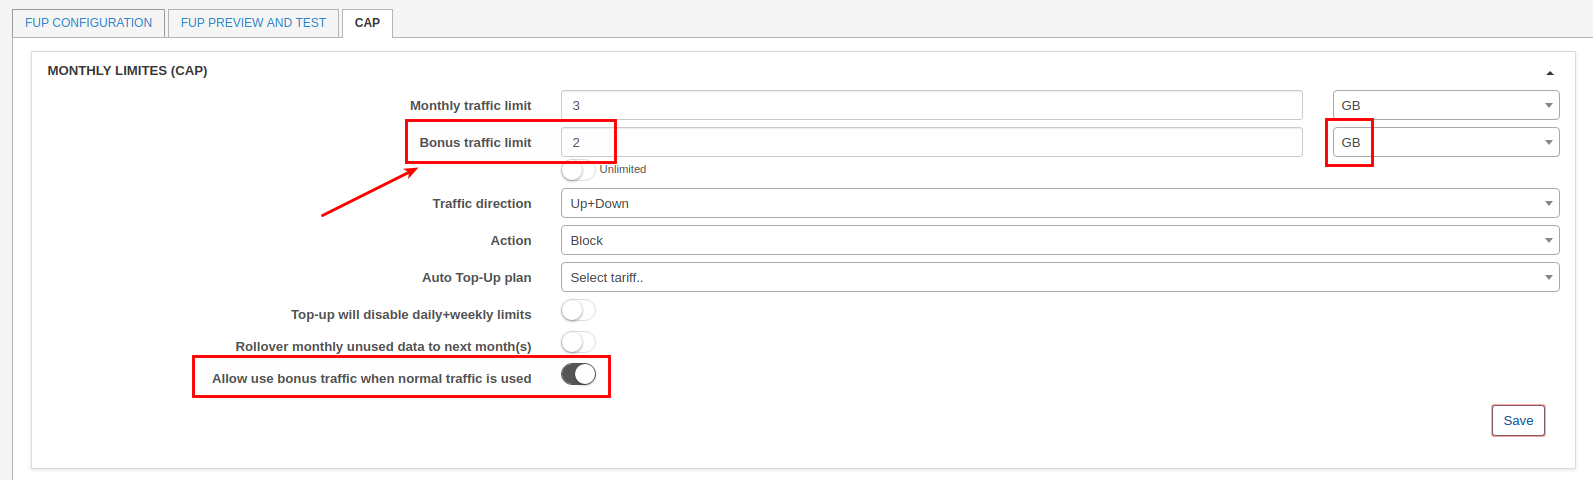 FUP CONFIGURATION FUP PREVIEW AND TEST CAP
MONTHLY LIMITES (CAP)
Monthly traffic limit 3 GB
Bonus traffic limit 2 GB
Unlimited
Traffic direction Up+Down
Action Block
Auto Top-Up plan Select tariff..
Top-up will disable daily+weekly limits
Rollover monthly unused data to next month(s)
Allow use bonus traffic when normal traffic is used
Save